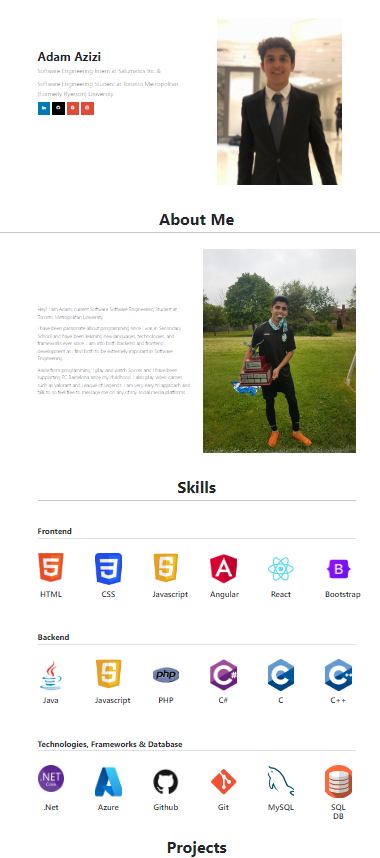 Adam Azizi
Software Engineering Intern at Salumatics Inc. &
Software Engineering Student at Toronto Metropolitan
(Formerly Ryerson) University.
in
About Me
Hey! I am Adam, current Software Software Engineering Student at
Toronto Metropolitan University.
I have been passionate about programming since I was in Secondary
School and have been learning new languages, technologies, and
frameworks ever since. I am into both backend and frontend
development as I find both to be extremely important in Software
Engineering.
Aside from programming, I play and watch Soccer and I have been
supporting FC Barcelona since my childhood. I also play video games
such as Valorant and League of Legends. I am very easy to approach and
talk to so feel free to message me on any of my social media platforms.
Skills
Frontend
5 3 JS A B
HTML CSS Javascript Angular React Bootstrap
Backend
JS php C# C C++
Java Javascript PHP C# C C++
Technologies, Frameworks & Database
.NET
Core
.Net Azure Github Git MySQL SQL
DB
Projects